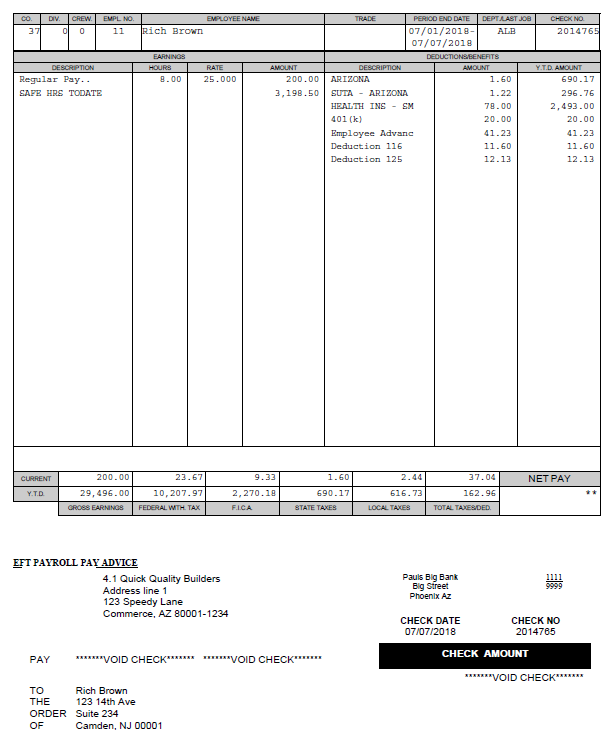 CO. DIV. CREW. EMPL. NO. EMPLOYEE NAME TRADE PERIOD END DATE DEPT./LAST JOB CHECK NO.
37 0 0 11 Rich Brown 07/01/2018- ALB 2014765
07/07/2018
EARNINGS DEDUCTIONS/BENEFITS
DESCRIPTION HOURS RATE AMOUNT DESCRIPTION AMOUNT Y.T.D. AMOUNT
Regular Pay.. 8.00 25.000 200.00 ARIZONA 1.60 690.17
SAFE HRS TODATE 3,198.50 SUTA - ARIZONA 1.22 296.76
HEALTH INS - SM 78.00 2,493.00
401(k) 20.00 20.00
Employee Advanc 41.23 41.23
Deduction 116 11.60 11.60
Deduction 125 12.13 12.13
CURRENT 200.00 23.67 9.33 1.60 2.44 37.04 NET PAY
Y.T.D. 29,496.00 10,207.97 2,270.18 690.17 616.73 162.96 **
GROSS EARNINGS FEDERAL WITH. TAX F.I.C.A. STATE TAXES LOCAL TAXES TOTAL TAXES/DED.
EFT PAYROLL PAY ADVICE
4.1 Quick Quality Builders Pauls Big Bank 1111
Address line 1 Big Street 9999
123 Speedy Lane Phoenix Az
Commerce, AZ 80001-1234
CHECK DATE CHECK NO
07/07/2018 2014765
CHECK AMOUNT
PAY *******VOID CHECK******* *******VOID CHECK*******
*******VOID CHECK*******
TO Rich Brown
THE 123 14th Ave
ORDER Suite 234
OF Camden, NJ 00001